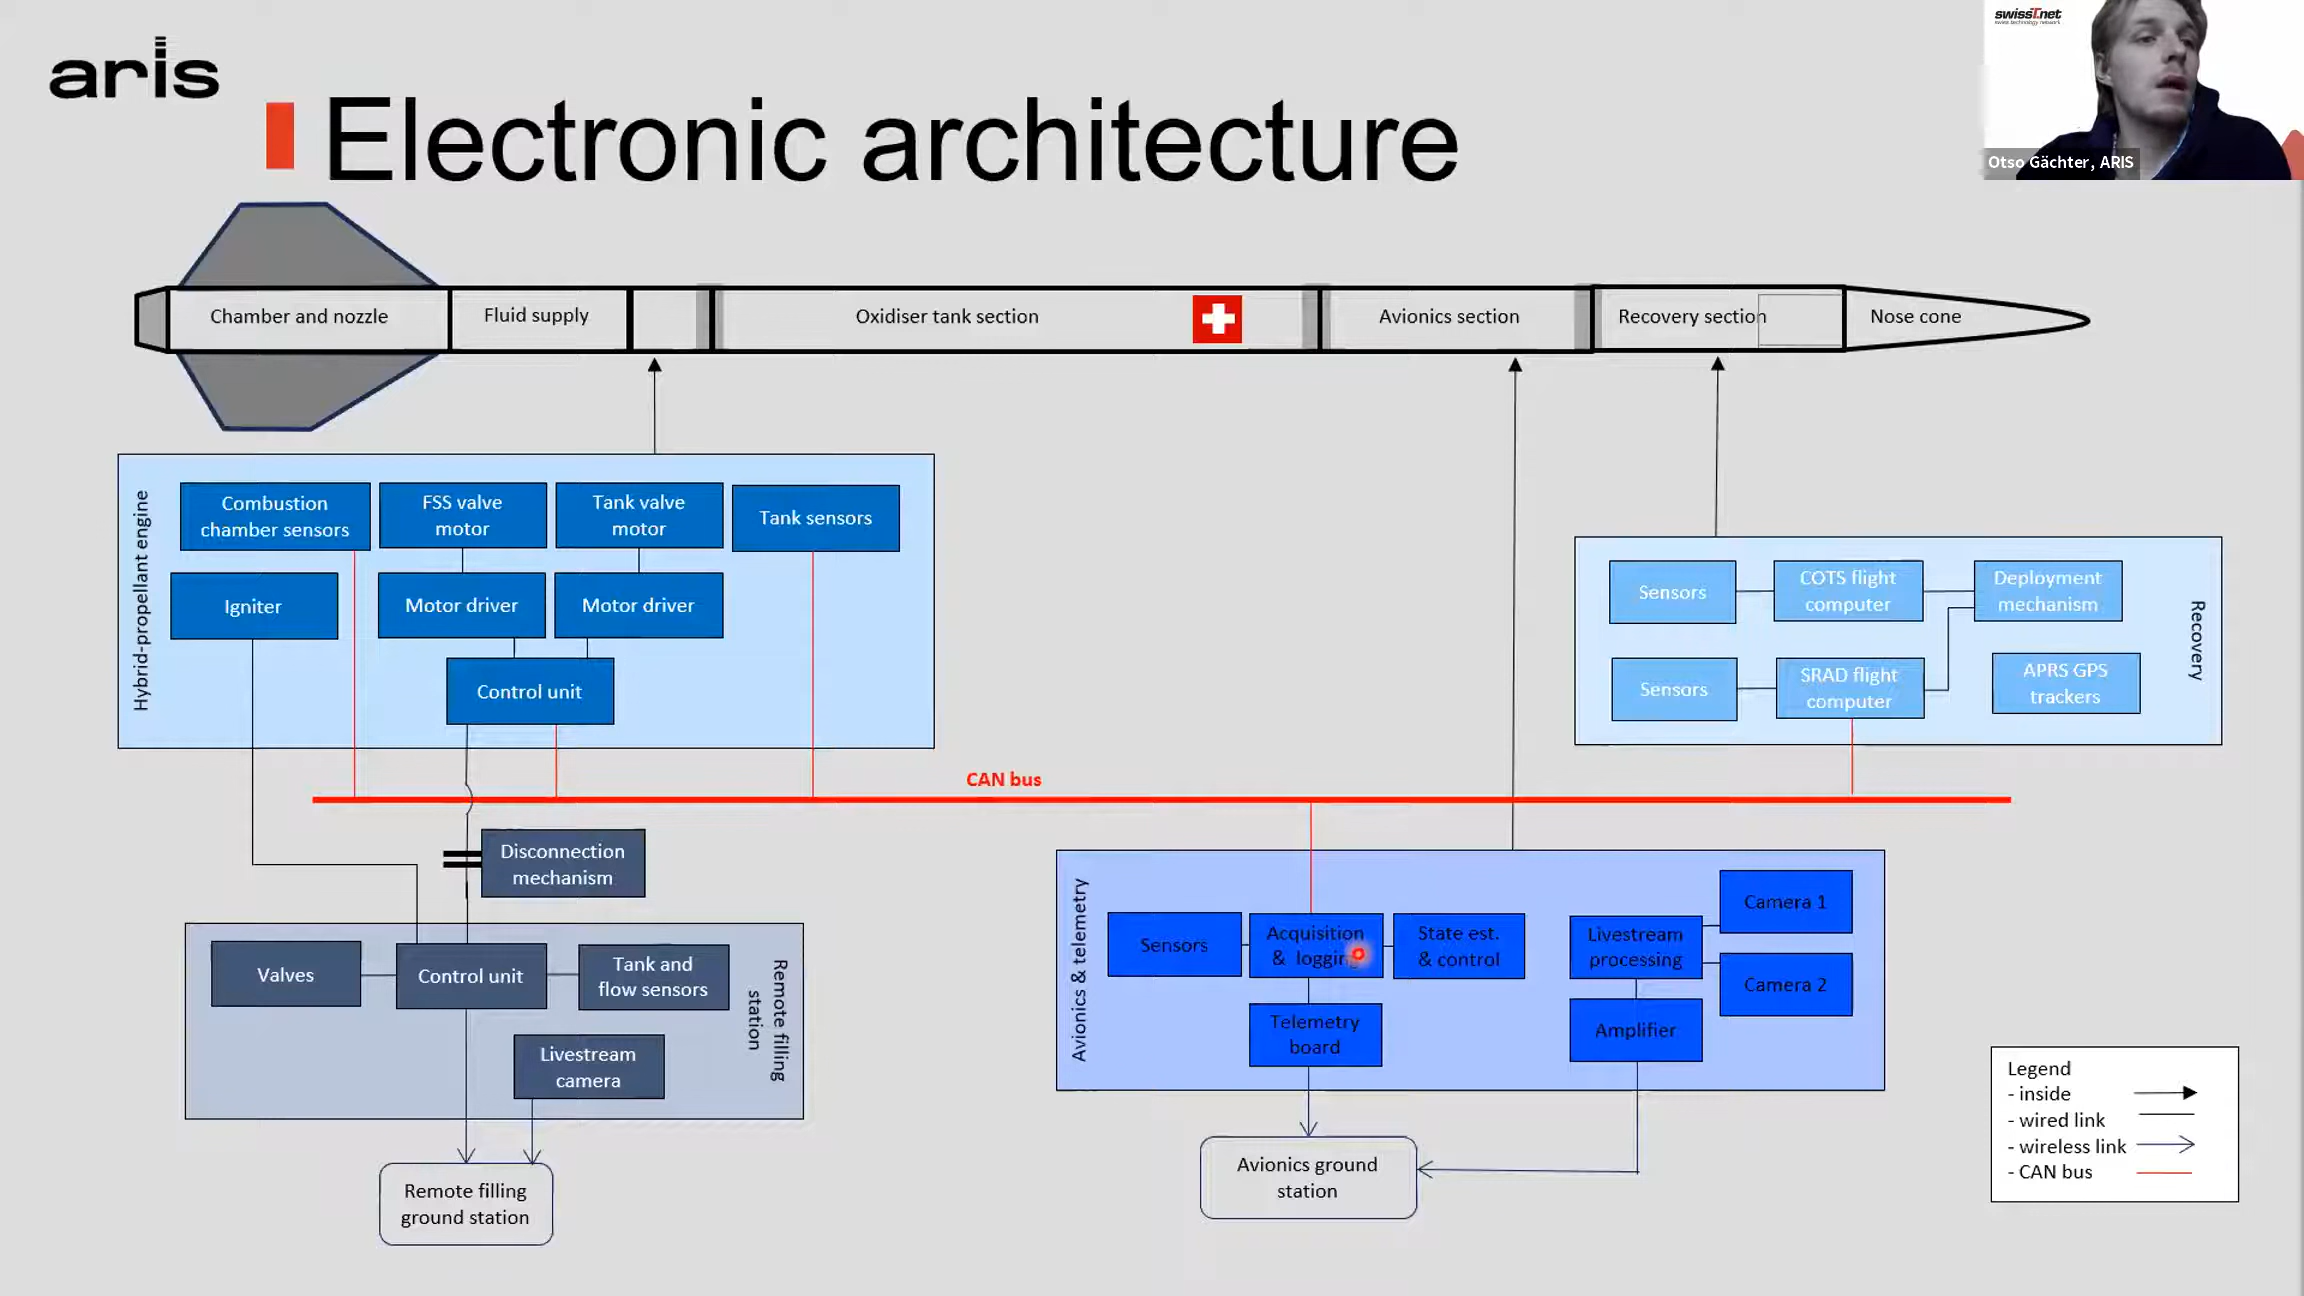 swissT.net
aris
Electronic architecture
Otso Gächter, ARIS
Chamber and nozzle
Fluid supply
Oxidiser tank section
Avionics section
Recovery section
Nose cone
Hybrid-propellant engine
Combustion
chamber sensors
FSS valve
motor
Tank valve
motor
Tank sensors
Igniter
Motor driver
Motor driver
Control unit
Sensors
COTS flight
computer
Deployment
mechanism
Sensors
SRAD flight
computer
APRS GPS
trackers
Recovery
CAN bus
Disconnection
mechanism
Valves
Control unit
Tank and
flow sensors
Livestream
camera
Remote filling
station
Remote filling
ground station
Avionics & telemetry
Sensors
Acquisition
& logging
State est.
& control
Telemetry
board
Livestream
processing
Camera 1
Camera 2
Amplifier
Avionics ground
station
Legend
- inside
- wired link
- wireless link
- CAN bus